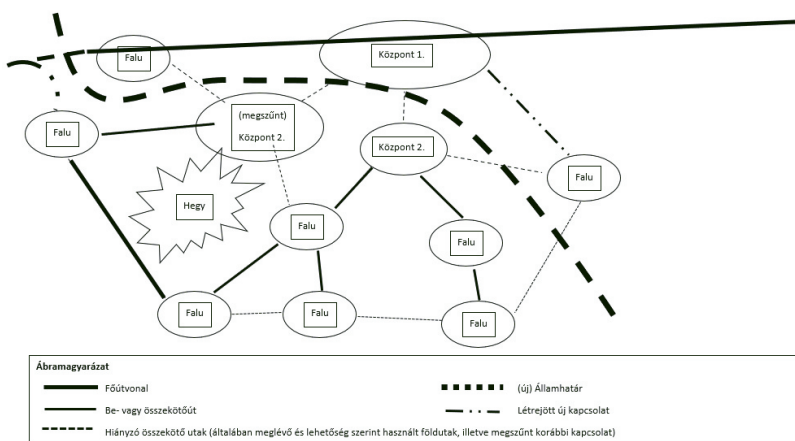 Falu
Központ 1.
Falu
(megszűnt)
Központ 2.
Központ 2.
Falu
Hegy
Falu
Falu
Falu
Falu
Falu
Ábramagyarázat
Főútvonal
(új) Államhatár
Be- vagy összekötőút
Létrejött új kapcsolat
Hiányzó összekötő utak (általában meglévő és lehetőség szerint használt földutak, illetve megszűnt korábbi kapcsolat)